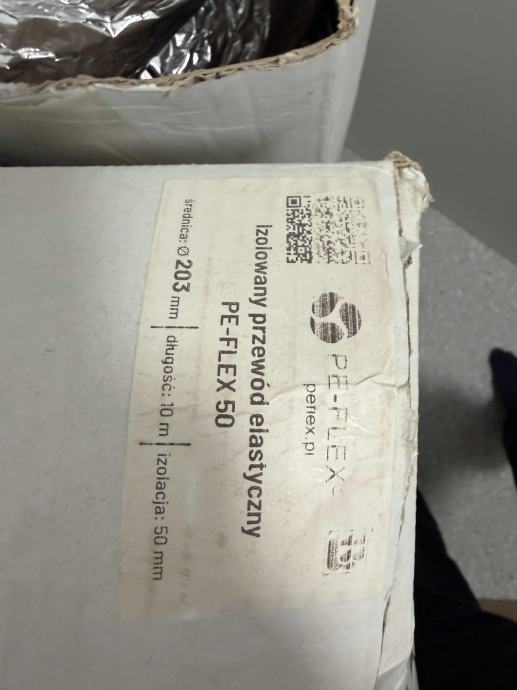 PE-FLEX
peflex.pl
Izolowany przewód elastyczny
PE-FLEX 50
średnica: Ø 203 mm | długość: 10 m | izolacja: 50 mm